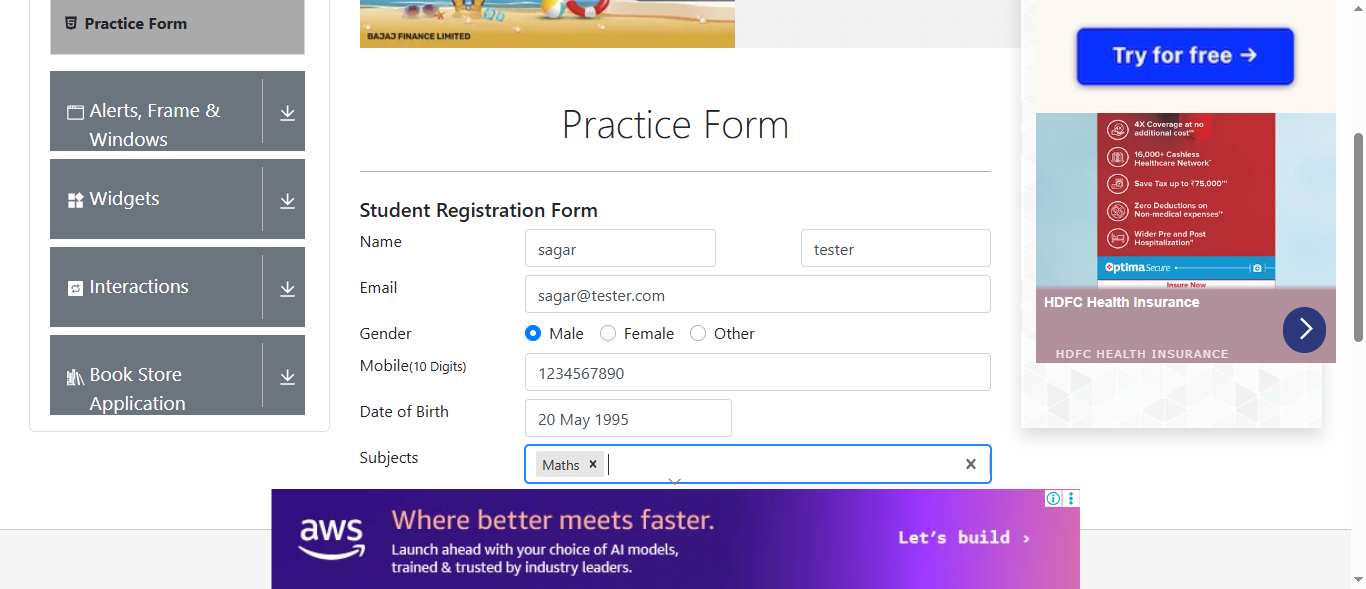 Practice Form
Alerts, Frame &
Windows
Widgets
Interactions
Book Store
Application
BAJAJ FINANCE LIMITED
Practice Form
Student Registration Form
Name
sagar
tester
Email
sagar@tester.com
Gender
Male
Female
Other
Mobile(10 Digits)
1234567890
Date of Birth
20 May 1995
Subjects
Maths
Try for free →
4X Coverage at no
additional cost**
16,000+ Cashless
Healthcare Network
Save Tax up to ₹75,000***
Zero Deductions on
Non-medical expenses**
Wider Pre and Post
Hospitalization
Optima Secure
Insure Now
HDFC Health Insurance
HDFC HEALTH INSURANCE
aws
Where better meets faster.
Launch ahead with your choice of AI models,
trained & trusted by industry leaders.
Let's build ›